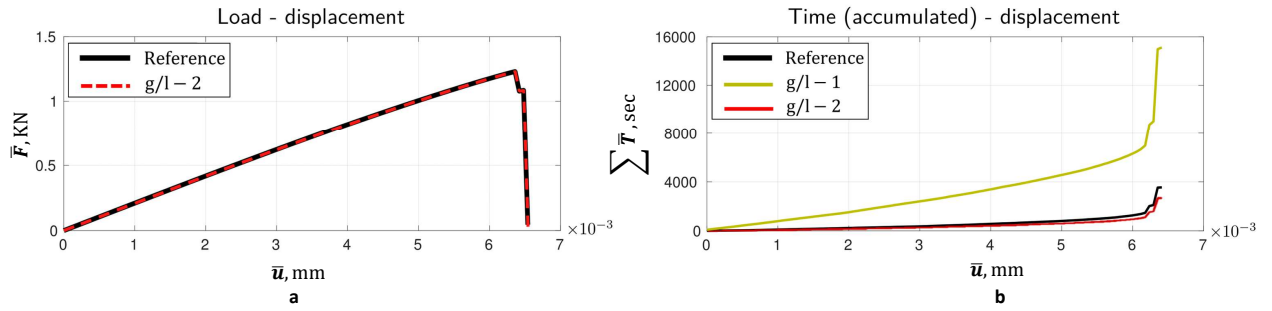 Load - displacement
1.5
1
0.5
0
F̅, KN
Reference
g/l − 2
0 1 2 3 4 5 6 7
×10⁻³
u̅, mm
a
Time (accumulated) - displacement
16000
12000
8000
4000
0
∑ T̅, sec
Reference
g/l − 1
g/l − 2
0 1 2 3 4 5 6 7
×10⁻³
u̅, mm
b